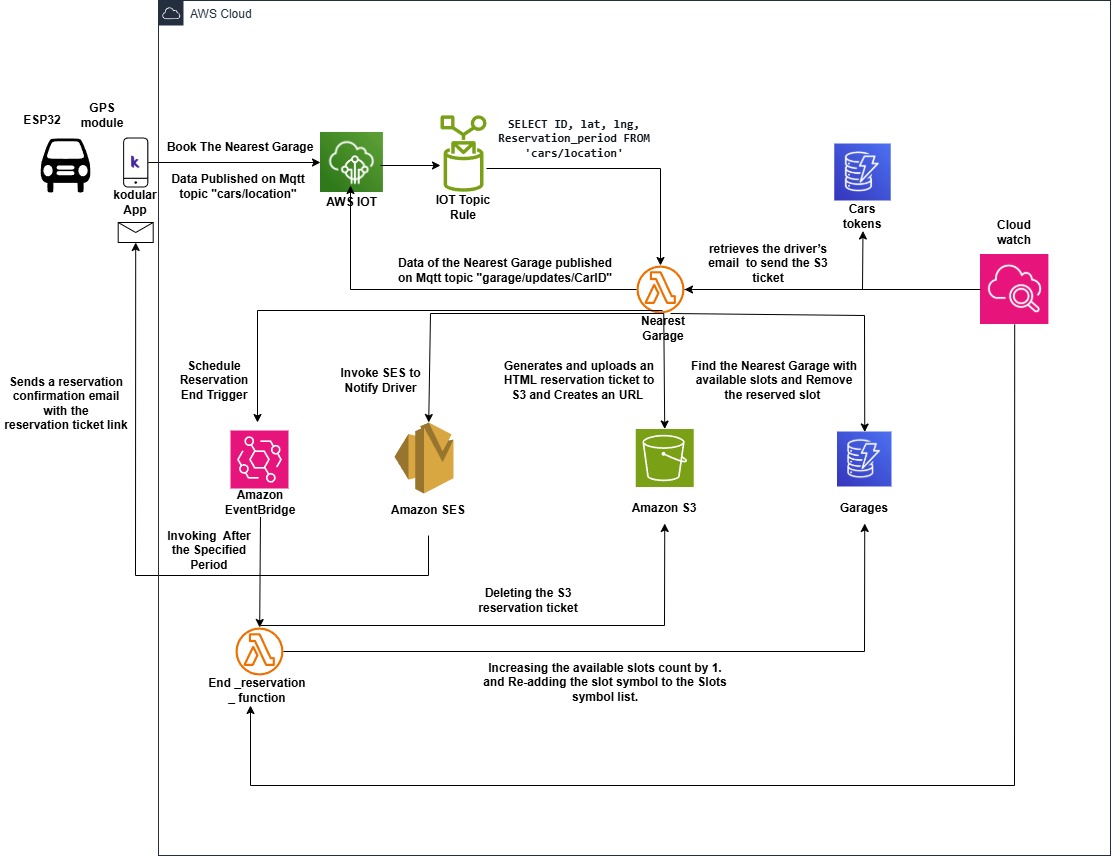 AWS Cloud
ESP32
GPS
module
k
kodular
App
Book The Nearest Garage
Data Published on Mqtt
topic "cars/location"
AWS IOT
IOT Topic
Rule
SELECT ID, lat, lng,
Reservation_period FROM
'cars/location'
Cars
tokens
Cloud
watch
retrieves the driver's
email to send the S3
ticket
Data of the Nearest Garage published
on Mqtt topic "garage/updates/CarID"
Nearest
Garage
Schedule
Reservation
End Trigger
Invoke SES to
Notify Driver
Generates and uploads an
HTML reservation ticket to
S3 and Creates an URL
Find the Nearest Garage with
available slots and Remove
the reserved slot
Sends a reservation
confirmation email
with the
reservation ticket link
Amazon
EventBridge
Amazon SES
Amazon S3
Garages
Invoking After
the Specified
Period
Deleting the S3
reservation ticket
End _reservation
_ function
Increasing the available slots count by 1.
and Re-adding the slot symbol to the Slots
symbol list.